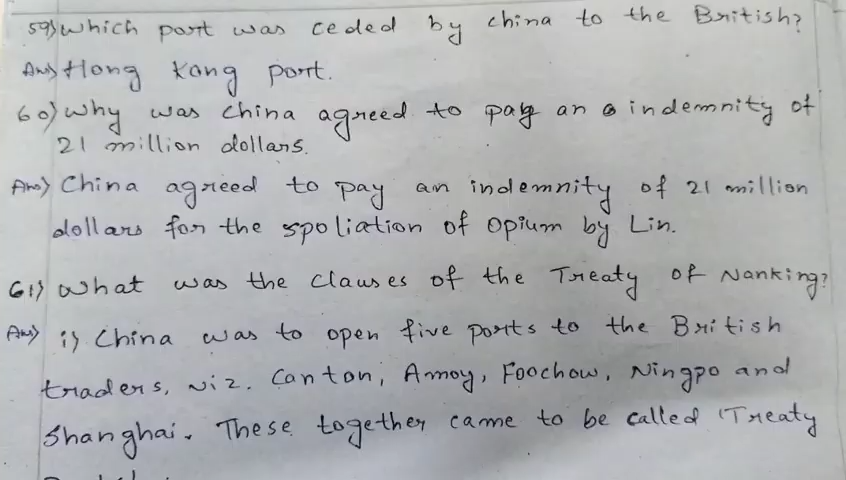 59) Which port was ceded by china to the British?
Ans) Hong Kong port.
60) Why was China agreed to pay an indemnity of
21 million dollars.
Ans) China agreed to pay an indemnity of 21 million
dollars for the spoliation of Opium by Lin.
61) What was the clauses of the Treaty of Nanking?
Ans) i) China was to open five ports to the British
traders, viz. Canton, Amoy, Foochow, Ningpo and
Shanghai. These together came to be called 'Treaty